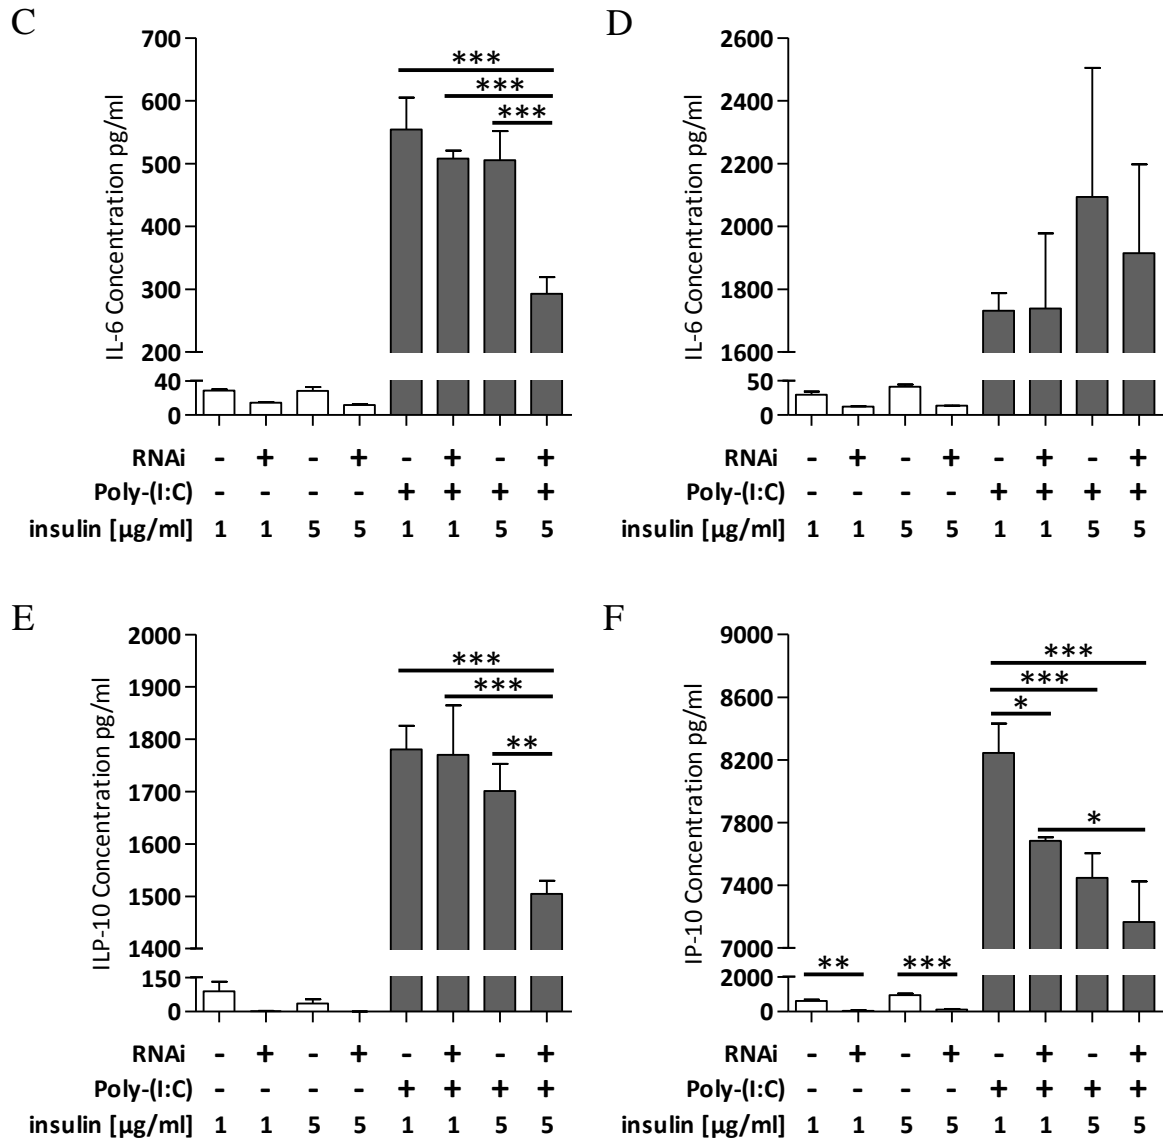 C
IL-6 Concentration pg/ml
700
600
500
400
300
200
40
0
***
***
***
RNAi - + - + - + - +
Poly-(I:C) - - - - + + + +
insulin [µg/ml] 1 1 5 5 1 1 5 5
D
IL-6 Concentration pg/ml
2600
2400
2200
2000
1800
1600
50
0
RNAi - + - + - + - +
Poly-(I:C) - - - - + + + +
insulin [µg/ml] 1 1 5 5 1 1 5 5
E
ILP-10 Concentration pg/ml
2000
1900
1800
1700
1600
1500
1400
150
0
***
***
**
RNAi - + - + - + - +
Poly-(I:C) - - - - + + + +
insulin [µg/ml] 1 1 5 5 1 1 5 5
F
IP-10 Concentration pg/ml
9000
8600
8200
7800
7400
7000
2000
0
***
***
*
*
** ***
RNAi - + - + - + - +
Poly-(I:C) - - - - + + + +
insulin [µg/ml] 1 1 5 5 1 1 5 5